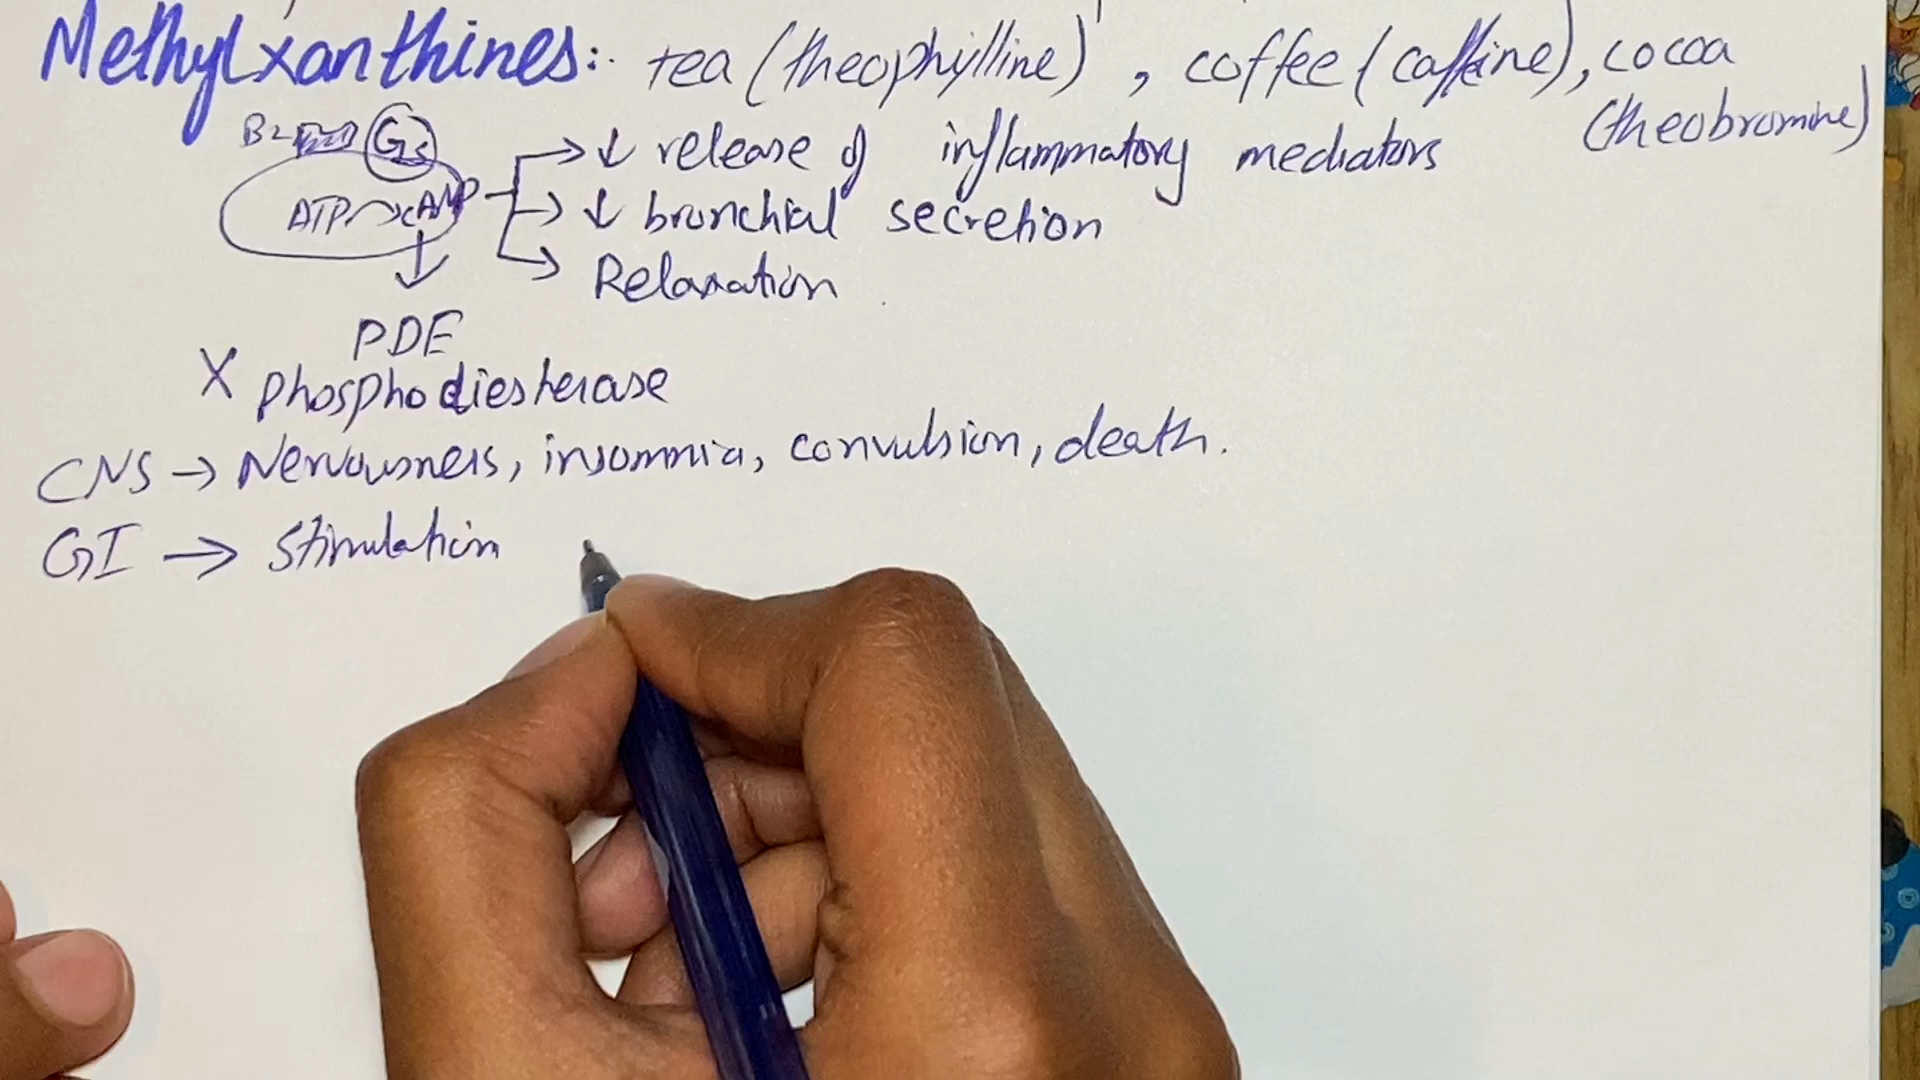 Methylxanthines:- tea (theophylline), coffee (caffeine), cocoa
(theobromine)
B2 Gs → ↓ release of inflammatory mediators
ATP → cAMP → ↓ bronchial secretion
↓ → Relaxation
PDE
X phosphodiesterase
CNS → Nervousness, insomnia, convulsion, death.
GI → stimulation